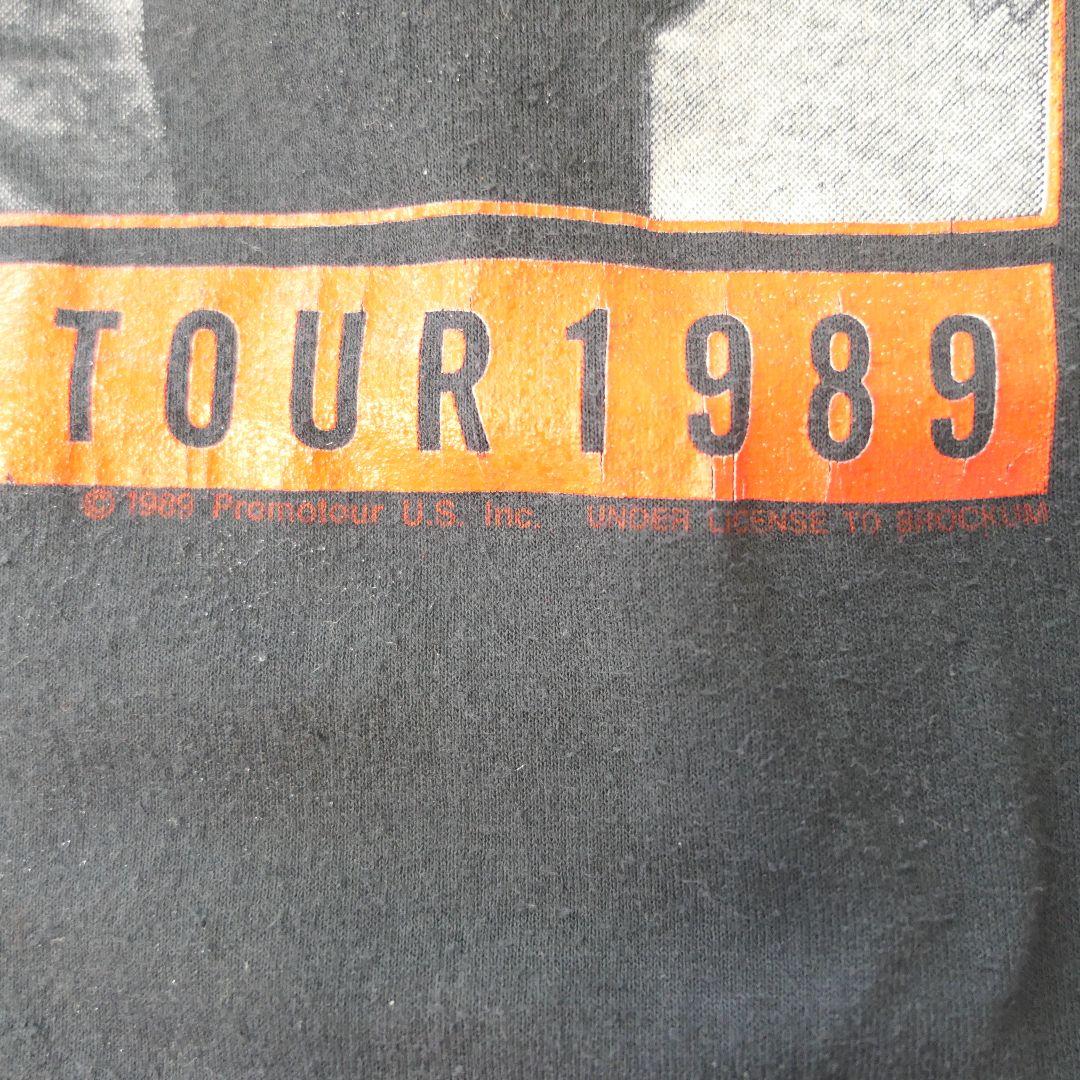 TOUR 1989
© 1989 Promotour U.S. Inc. UNDER LICENSE TO BROCKUM